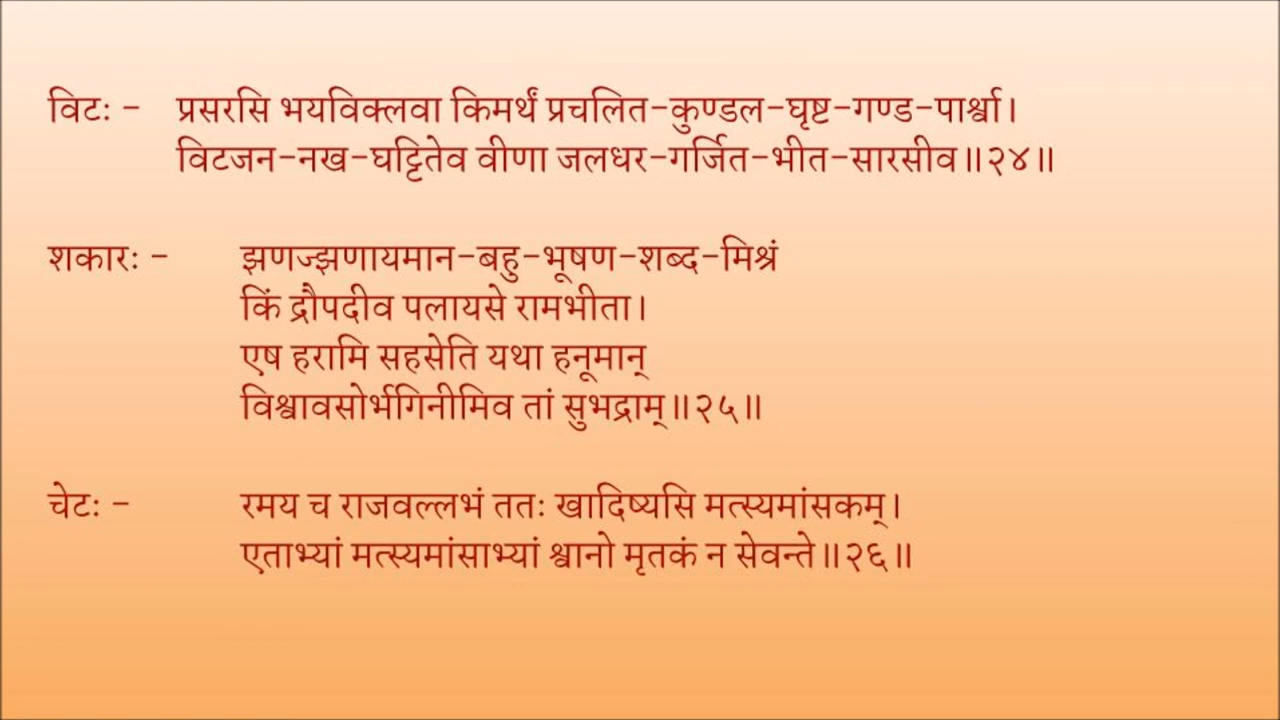 विटः - प्रसरसि भयविक्लवा किमर्थं प्रचलित-कुण्डल-घृष्ट-गण्ड-पार्श्वा।
विटजन-नख-घट्टितेव वीणा जलधर-गर्जित-भीत-सारसीव॥२४॥
शकारः - झणज्झणायमान-बहु-भूषण-शब्द-मिश्रं
किं द्रौपदीव पलायसे रामभीता।
एष हरामि सहसेति यथा हनूमान्
विश्वावसोर्भगिनीमिव तां सुभद्राम्॥२५॥
चेटः - रमय च राजवल्लभं ततः खादिष्यसि मत्स्यमांसकम्।
एताभ्यां मत्स्यमांसाभ्यां श्वानो मृतकं न सेवन्ते॥२६॥